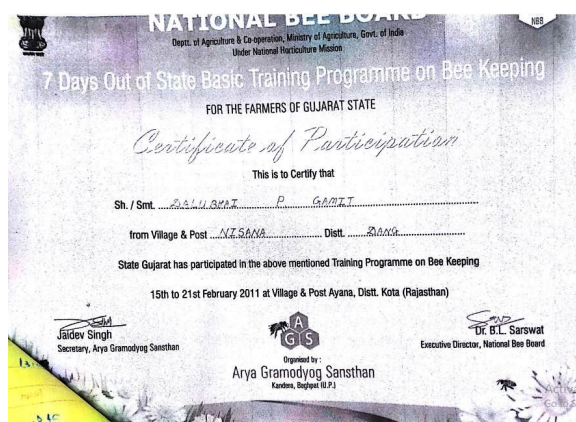 NATIONAL BEE BOARD
NBB
Deptt. of Agriculture & Co-operation, Ministry of Agriculture, Govt. of India
Under National Horticulture Mission
7 Days Out of State Basic Training Programme on Bee Keeping
FOR THE FARMERS OF GUJARAT STATE
Certificate of Participation
This is to Certify that
Sh. / Smt. DALUBHAI P GAMIT
from Village & Post NISANA Distt. DANG
State Gujarat has participated in the above mentioned Training Programme on Bee Keeping
15th to 21st February 2011 at Village & Post Ayana, Distt. Kota (Rajasthan)
Jaidev Singh
Secretary, Arya Gramodyog Sansthan
AGS
Organised by :
Arya Gramodyog Sansthan
Kandera, Baghpat (U.P.)
Dr. B.L. Sarswat
Executive Director, National Bee Board